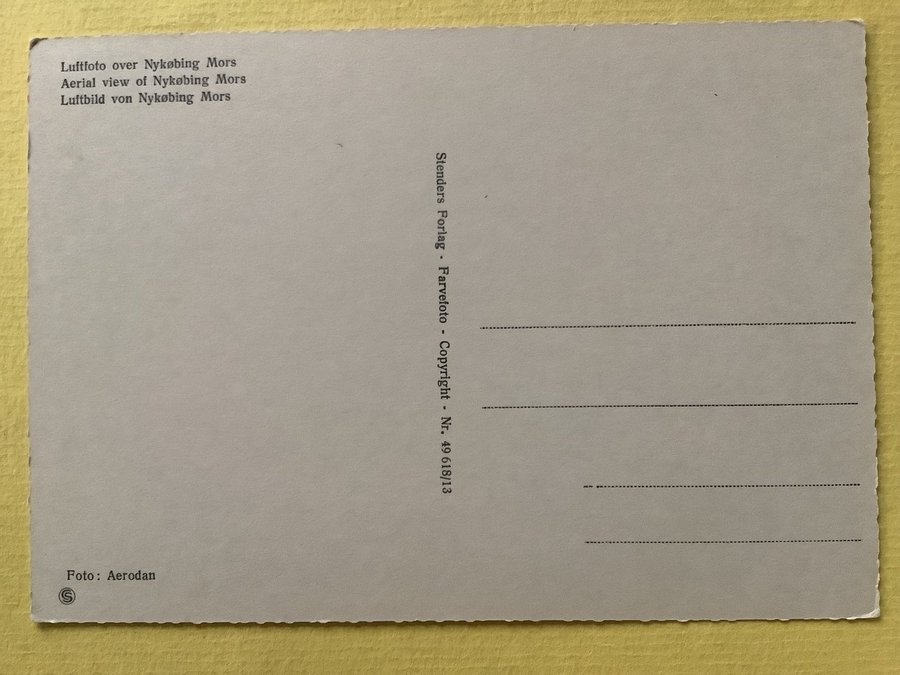 Luftfoto over Nykøbing Mors
Aerial view of Nykøbing Mors
Luftbild von Nykøbing Mors
Stenders Forlag - Farvefoto - Copyright - Nr. 49 618/13
Foto: Aerodan